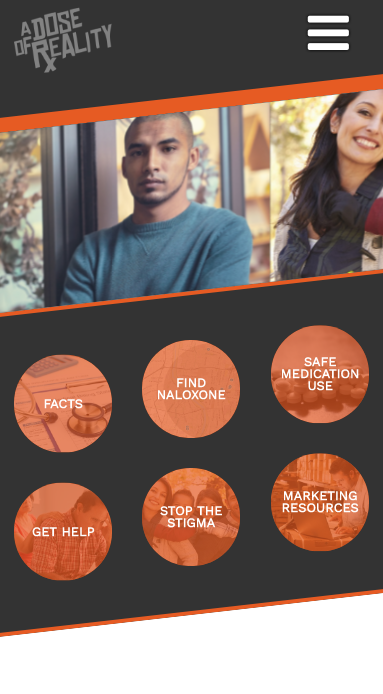 A DOSE
OF REALITY
FACTS
FIND
NALOXONE
SAFE
MEDICATION
USE
GET HELP
STOP THE
STIGMA
MARKETING
RESOURCES